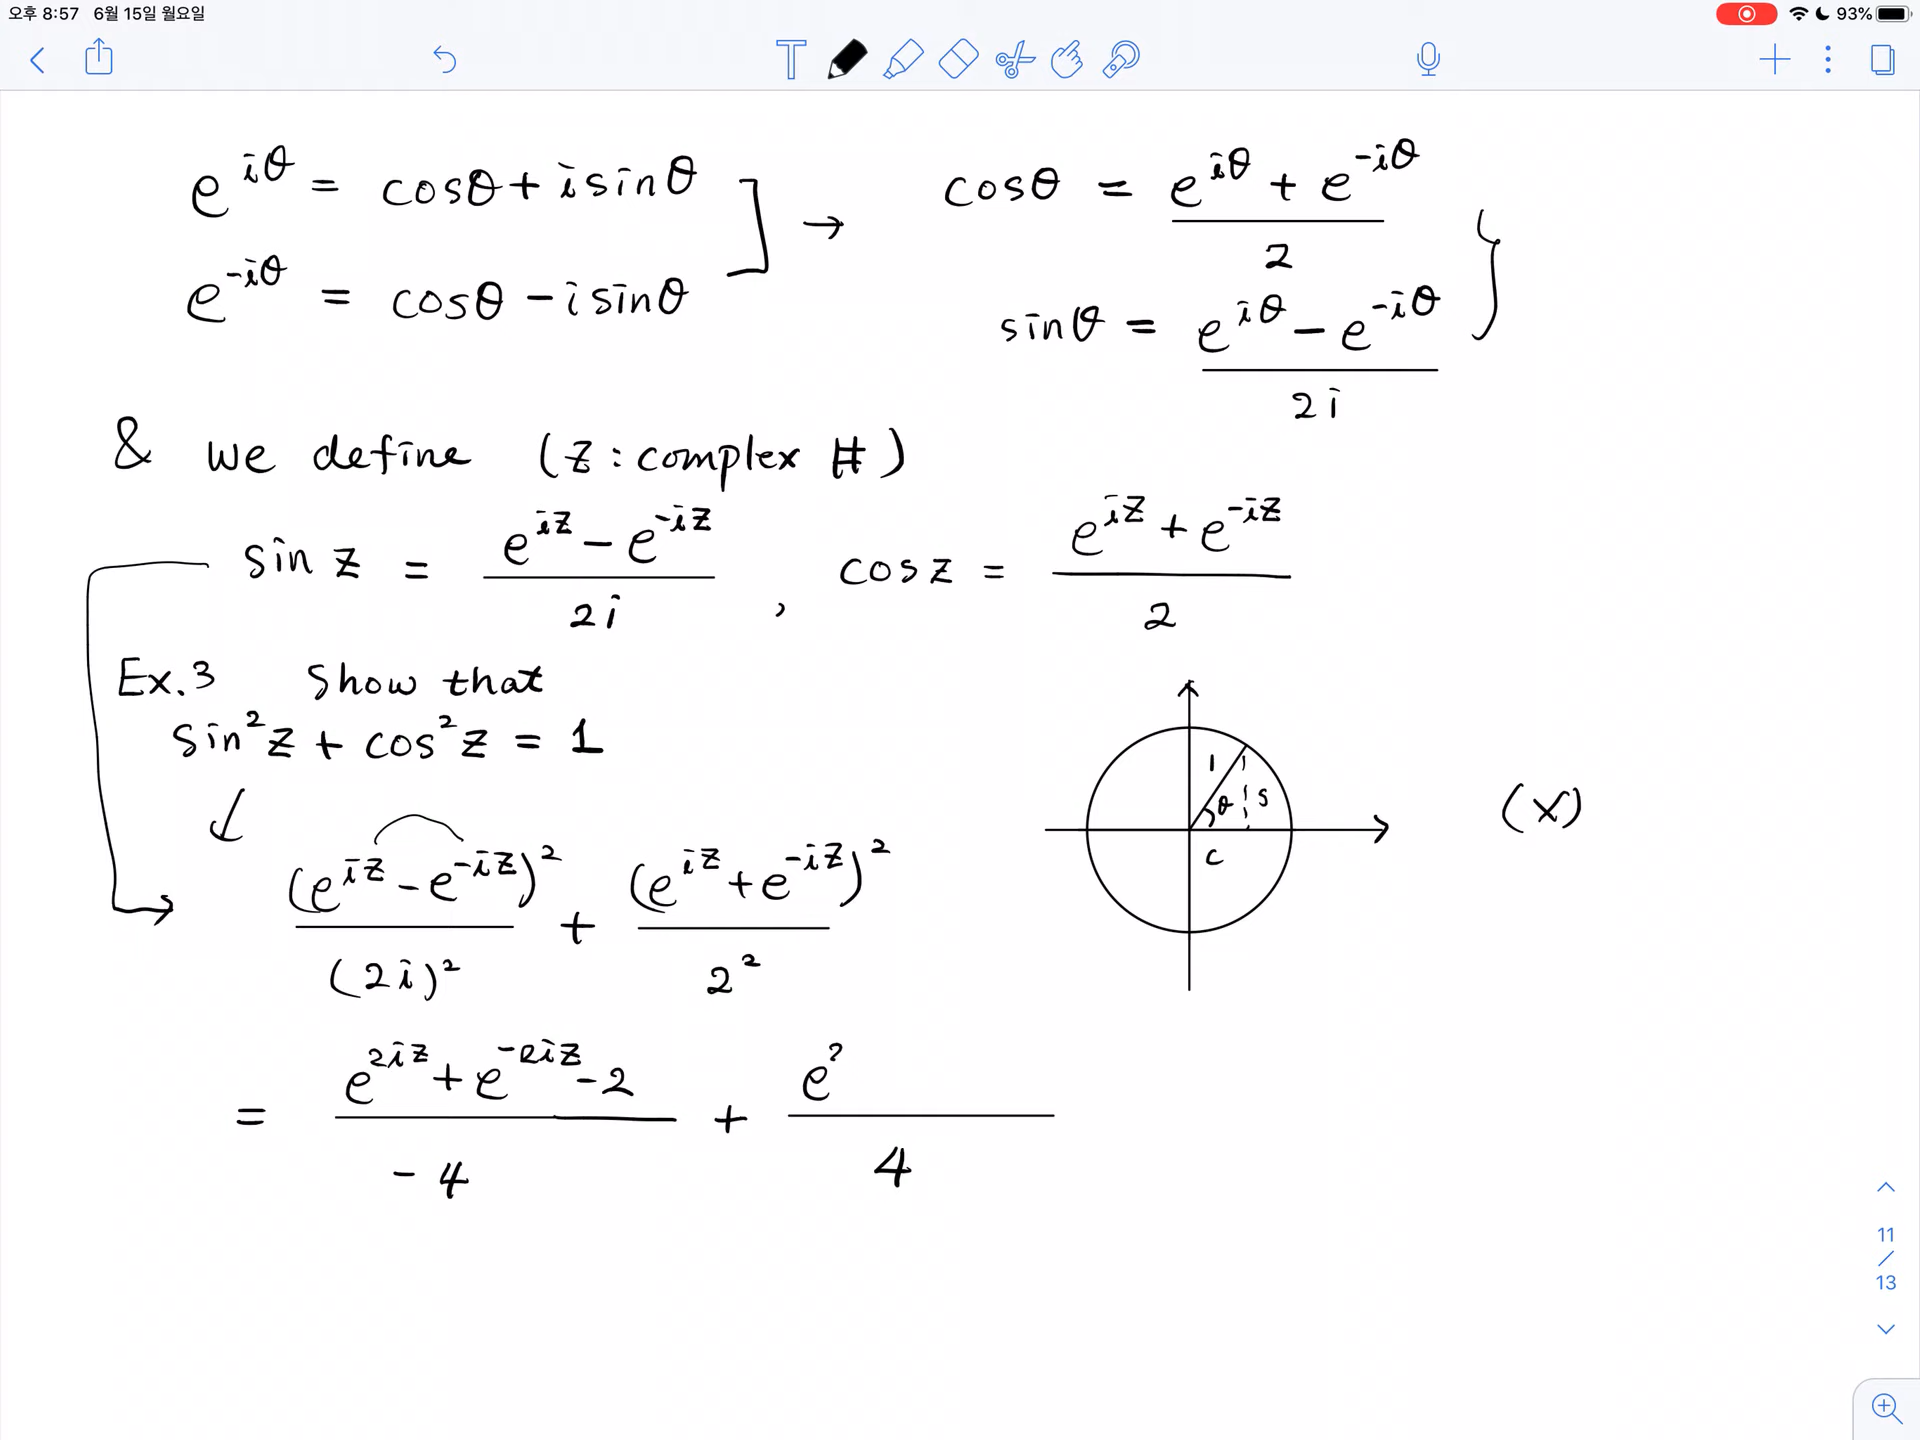 오후 8:57 6월 15일 월요일 93%
T
e^{iθ} = cosθ + i sinθ ] → cosθ = (e^{iθ} + e^{-iθ}) / 2 }
e^{-iθ} = cosθ - i sinθ sinθ = (e^{iθ} - e^{-iθ}) / 2i
& we define (z : complex #)
sin z = (e^{iz} - e^{-iz}) / 2i , cos z = (e^{iz} + e^{-iz}) / 2
Ex.3 Show that
sin²z + cos²z = 1
↓
→ (e^{iz} - e^{-iz})² / (2i)² + (e^{iz} + e^{-iz})² / 2²
= (e^{2iz} + e^{-2iz} - 2) / -4 + e^{2} / 4
1
θ
s
c
(x)
11
/
13